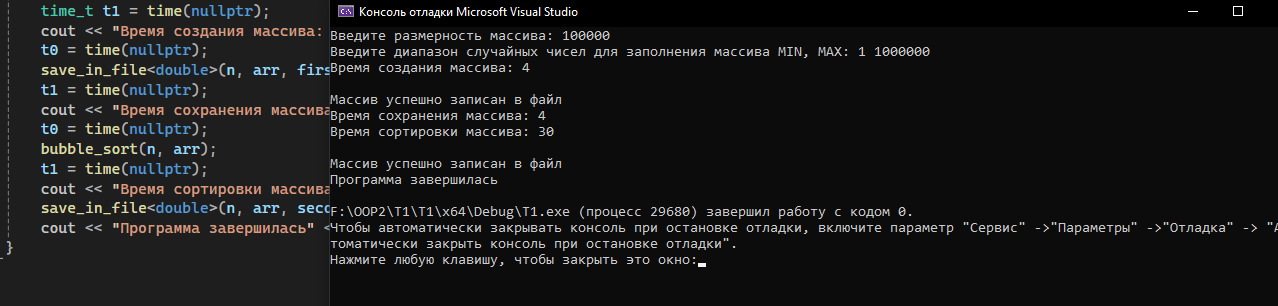 time_t t1 = time(nullptr);
cout << "Время создания массива:
t0 = time(nullptr);
save_in_file<double>(n, arr, firs
t1 = time(nullptr);
cout << "Время сохранения массива
t0 = time(nullptr);
bubble_sort(n, arr);
t1 = time(nullptr);
cout << "Время сортировки массива
save_in_file<double>(n, arr, seco
cout << "Программа завершилась" <
}
Консоль отладки Microsoft Visual Studio
Введите размерность массива: 100000
Введите диапазон случайных чисел для заполнения массива MIN, MAX: 1 1000000
Время создания массива: 4
Массив успешно записан в файл
Время сохранения массива: 4
Время сортировки массива: 30
Массив успешно записан в файл
Программа завершилась
F:\OOP2\T1\T1\x64\Debug\T1.exe (процесс 29680) завершил работу с кодом 0.
Чтобы автоматически закрывать консоль при остановке отладки, включите параметр "Сервис" ->"Параметры" ->"Отладка" -> "А
томатически закрыть консоль при остановке отладки".
Нажмите любую клавишу, чтобы закрыть это окно: